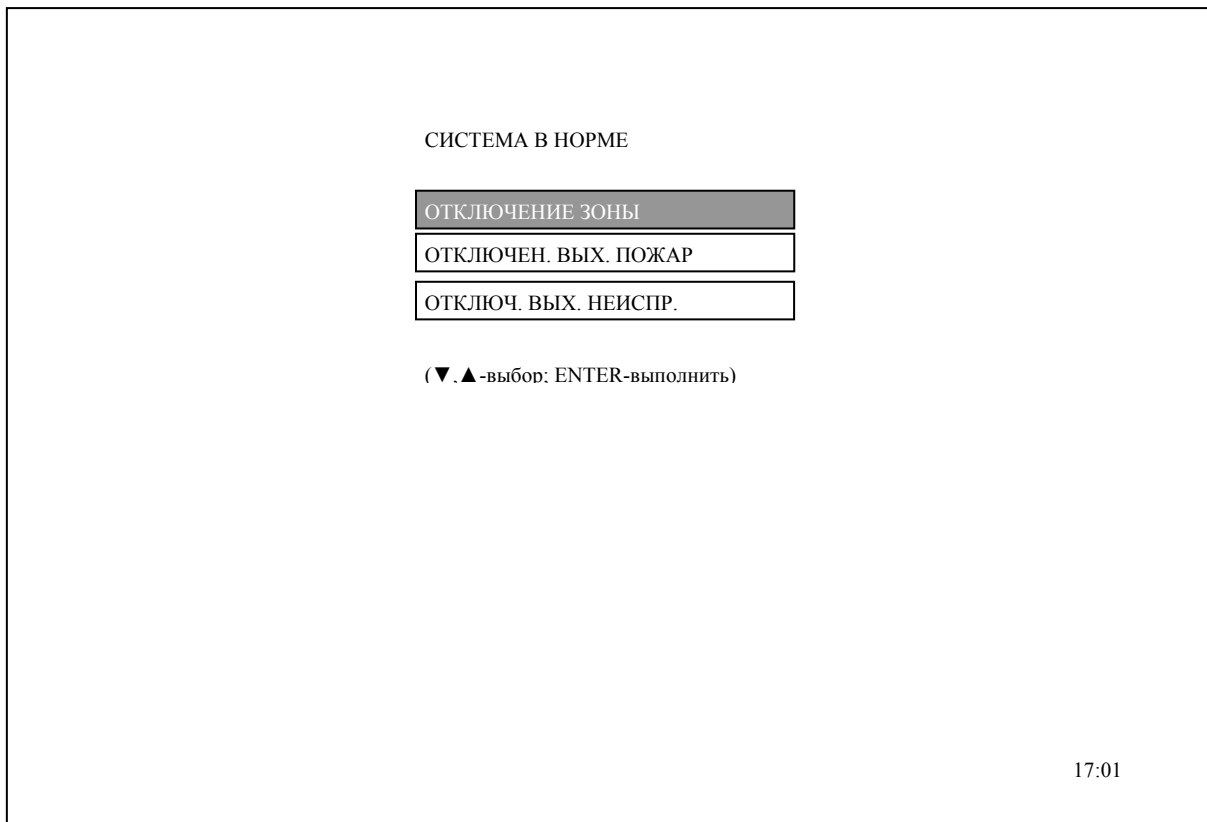 СИСТЕМА В НОРМЕ
ОТКЛЮЧЕНИЕ ЗОНЫ
ОТКЛЮЧЕН. ВЫХ. ПОЖАР
ОТКЛЮЧ. ВЫХ. НЕИСПР.
(▼,▲-выбор; ENTER-выполнить)
17:01